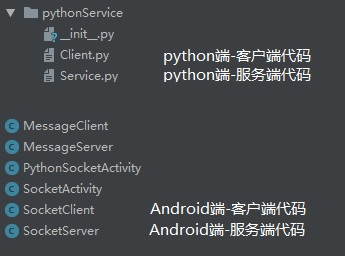 pythonService
__init__.py
Client.py python端-客户端代码
Service.py python端-服务端代码
MessageClient
MessageServer
PythonSocketActivity
SocketActivity
SocketClient Android端-客户端代码
SocketServer Android端-服务端代码